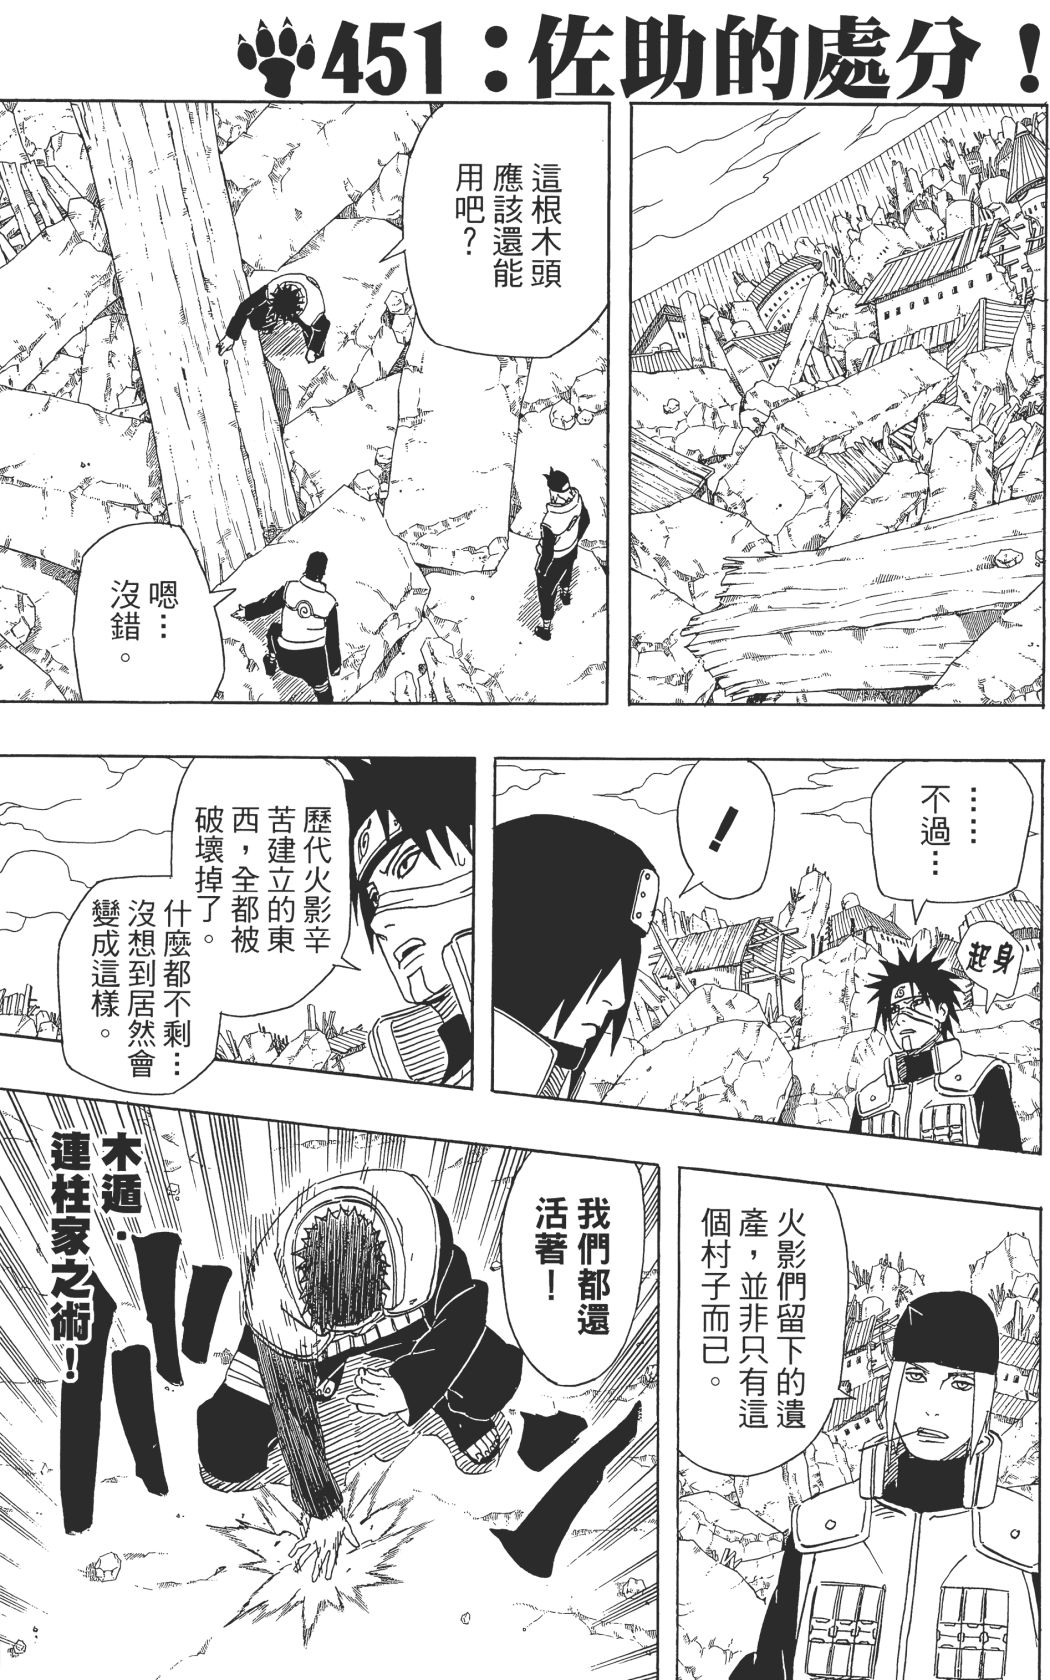 451：佐助的處分！
這根木頭
應該還能
用吧？
嗯…
沒錯。
……
不過…
起身
！
歷代火影辛
苦建立的東
西，全都被
破壞掉了。
什麼都不剩…
沒想到居然會
變成這樣。
火影們留下的遺
產，並非只有這
個村子而已。
我們都還
活著！
木遁．
連柱家之術！